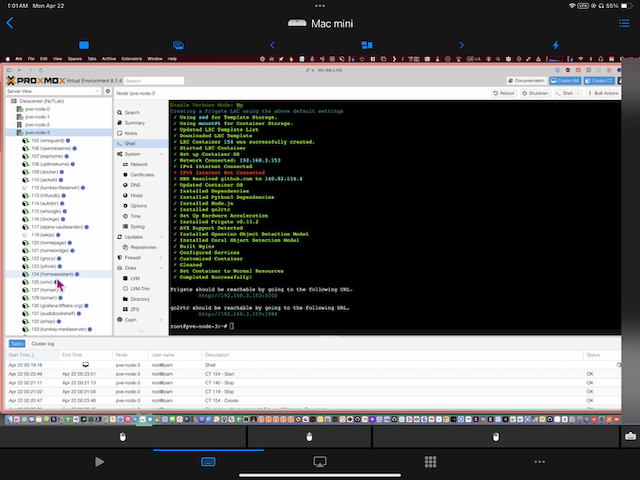 1:01AM Mon Apr 22
VPN
55%
Mac mini
Arc File Edit View Spaces Tabs Archive Extensions Window Help
192.168.3.103
PROXMOX Virtual Environment 8.1.4
Search
Documentation
Create VM
Create CT
Server View
Node 'pve-node-3'
Reboot
Shutdown
Shell
Bulk Actions
Datacenter (NeTLab)
pve-node-0
pve-node-1
pve-node-2
pve-node-3
102 (wireguard)
105 (openobserve)
107 (explorer)
108 (uptimekuma)
109 (docker)
110 (jackett)
112 (turnkey-fileserver)
113 (influxdb)
114 (autobrr)
115 (whoogle)
116 (dockge)
117 (alpine-vaultwarden)
119 (wikijs)
120 (homepage)
121 (homebridge)
122 (grocy)
123 (pihole)
124 (homeassistant)
125 (omv)
127 (homarr)
129 (sonarr)
130 (grafana.tifflabs.org)
131 (audiobookshelf)
132 (emqx)
133 (turnkey-mediaserver)
Search
Summary
Notes
Shell
System
Network
Certificates
DNS
Hosts
Options
Time
Syslog
Updates
Repositories
Firewall
Disks
LVM
LVM-Thin
Directory
ZFS
Ceph
Enable Verbose Mode: No
Creating a Frigate LXC using the above default settings
✓ Using ssd for Template Storage.
✓ Using mountPt for Container Storage.
✓ Updated LXC Template List
✓ Downloaded LXC Template
✓ LXC Container 154 was successfully created.
✓ Started LXC Container
✓ Set up Container OS
✓ Network Connected: 192.168.3.153
✓ IPv4 Internet Connected
✗ IPv6 Internet Not Connected
✓ DNS Resolved github.com to 140.82.124.4
✓ Updated Container OS
✓ Installed Dependencies
✓ Installed Python3 Dependencies
✓ Installed Node.js
✓ Installed go2rtc
✓ Set Up Hardware Acceleration
✓ Installed Frigate v0.13.2
✓ AVX Support Detected
✓ Installed Openvino Object Detection Model
✓ Installed Coral Object Detection Model
✓ Built Nginx
✓ Configured Services
✓ Customized Container
✓ Cleaned
✓ Set Container to Normal Resources
✓ Completed Successfully!
Frigate should be reachable by going to the following URL.
http://192.168.3.153:5000
go2rtc should be reachable by going to the following URL.
http://192.168.3.153:1984
root@pve-node-3:~#
Tasks
Cluster log
Start Time
End Time
Node
User name
Description
Status
Apr 22 00:19:18
pve-node-3
root@pam
Shell
Apr 22 00:23:49
Apr 22 00:23:51
pve-node-3
root@pam
CT 154 - Start
OK
Apr 22 00:21:11
Apr 22 00:21:13
pve-node-3
root@pam
CT 140 - Stop
OK
Apr 22 00:21:02
Apr 22 00:21:04
pve-node-3
root@pam
CT 119 - Stop
OK
Apr 22 00:20:47
Apr 22 00:23:48
pve-node-3
root@pam
CT 154 - Create
OK